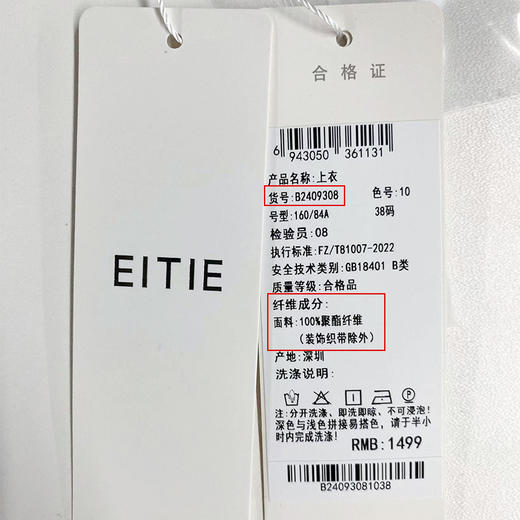 EITIE
合格证
6 943050 361131
产品名称:上衣
货号:B2409308 色号:10
号型:160/84A 38码
检验员:08
执行标准:FZ/T81007-2022
安全技术类别:GB18401 B类
质量等级:合格品
纤维成分:
面料:100%聚酯纤维
(装饰织带除外)
产地:深圳
洗涤说明:
注:分开洗涤、即洗即晾、不可浸泡!
深色与浅色拼接易搭色,请于半小
时内完成洗涤!
RMB:1499
B24093081038